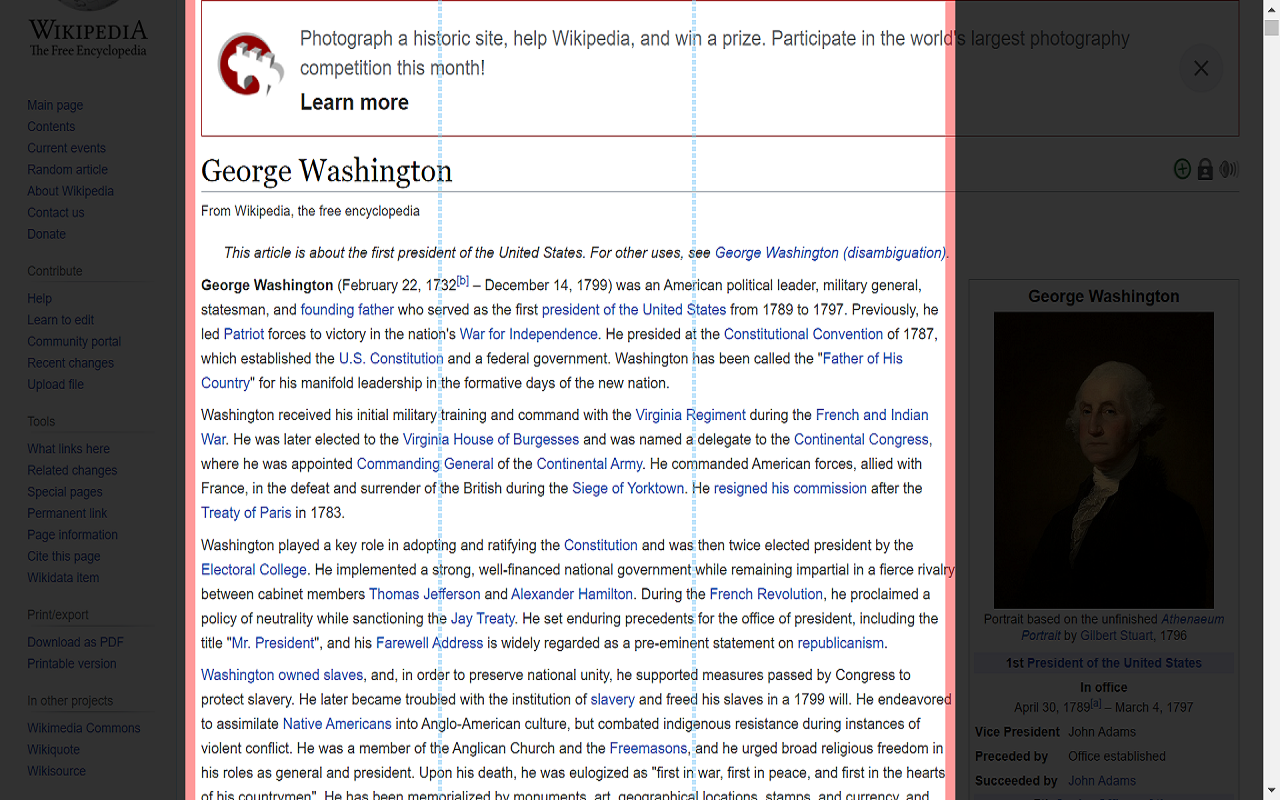 WIKIPEDIA
The Free Encyclopedia
Main page
Contents
Current events
Random article
About Wikipedia
Contact us
Donate
Contribute
Help
Learn to edit
Community portal
Recent changes
Upload file
Tools
What links here
Related changes
Special pages
Permanent link
Page information
Cite this page
Wikidata item
Print/export
Download as PDF
Printable version
In other projects
Wikimedia Commons
Wikiquote
Wikisource
Photograph a historic site, help Wikipedia, and win a prize. Participate in the world's largest photography
competition this month!
Learn more
George Washington
From Wikipedia, the free encyclopedia
This article is about the first president of the United States. For other uses, see George Washington (disambiguation).
George Washington (February 22, 1732[b] – December 14, 1799) was an American political leader, military general,
statesman, and founding father who served as the first president of the United States from 1789 to 1797. Previously, he
led Patriot forces to victory in the nation's War for Independence. He presided at the Constitutional Convention of 1787,
which established the U.S. Constitution and a federal government. Washington has been called the "Father of His
Country" for his manifold leadership in the formative days of the new nation.
Washington received his initial military training and command with the Virginia Regiment during the French and Indian
War. He was later elected to the Virginia House of Burgesses and was named a delegate to the Continental Congress,
where he was appointed Commanding General of the Continental Army. He commanded American forces, allied with
France, in the defeat and surrender of the British during the Siege of Yorktown. He resigned his commission after the
Treaty of Paris in 1783.
Washington played a key role in adopting and ratifying the Constitution and was then twice elected president by the
Electoral College. He implemented a strong, well-financed national government while remaining impartial in a fierce rivalry
between cabinet members Thomas Jefferson and Alexander Hamilton. During the French Revolution, he proclaimed a
policy of neutrality while sanctioning the Jay Treaty. He set enduring precedents for the office of president, including the
title "Mr. President", and his Farewell Address is widely regarded as a pre-eminent statement on republicanism.
Washington owned slaves, and, in order to preserve national unity, he supported measures passed by Congress to
protect slavery. He later became troubled with the institution of slavery and freed his slaves in a 1799 will. He endeavored
to assimilate Native Americans into Anglo-American culture, but combated indigenous resistance during instances of
violent conflict. He was a member of the Anglican Church and the Freemasons, and he urged broad religious freedom in
his roles as general and president. Upon his death, he was eulogized as "first in war, first in peace, and first in the hearts
of his countrymen". He has been memorialized by monuments, art, geographical locations, stamps, and currency, and
George Washington
Portrait based on the unfinished Athenaeum
Portrait by Gilbert Stuart, 1796
1st President of the United States
In office
April 30, 1789[a] – March 4, 1797
Vice President John Adams
Preceded by Office established
Succeeded by John Adams